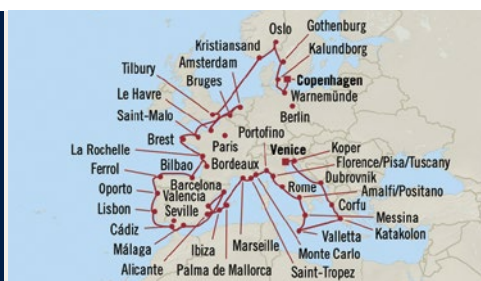 Oslo
Gothenburg
Kristiansand
Kalundborg
Amsterdam
Tilbury
Bruges
Copenhagen
Le Havre
Warnemünde
Saint-Malo
Berlin
Portofino
Brest
Paris
Venice
Koper
La Rochelle
Bordeaux
Florence/Pisa/Tuscany
Bilbao
Ferrol
Dubrovnik
Barcelona
Rome
Amalfi/Positano
Oporto
Valencia
Corfu
Lisbon
Seville
Messina
Cádiz
Valletta
Katakolon
Málaga
Ibiza
Marseille
Monte Carlo
Alicante
Palma de Mallorca
Saint-Tropez